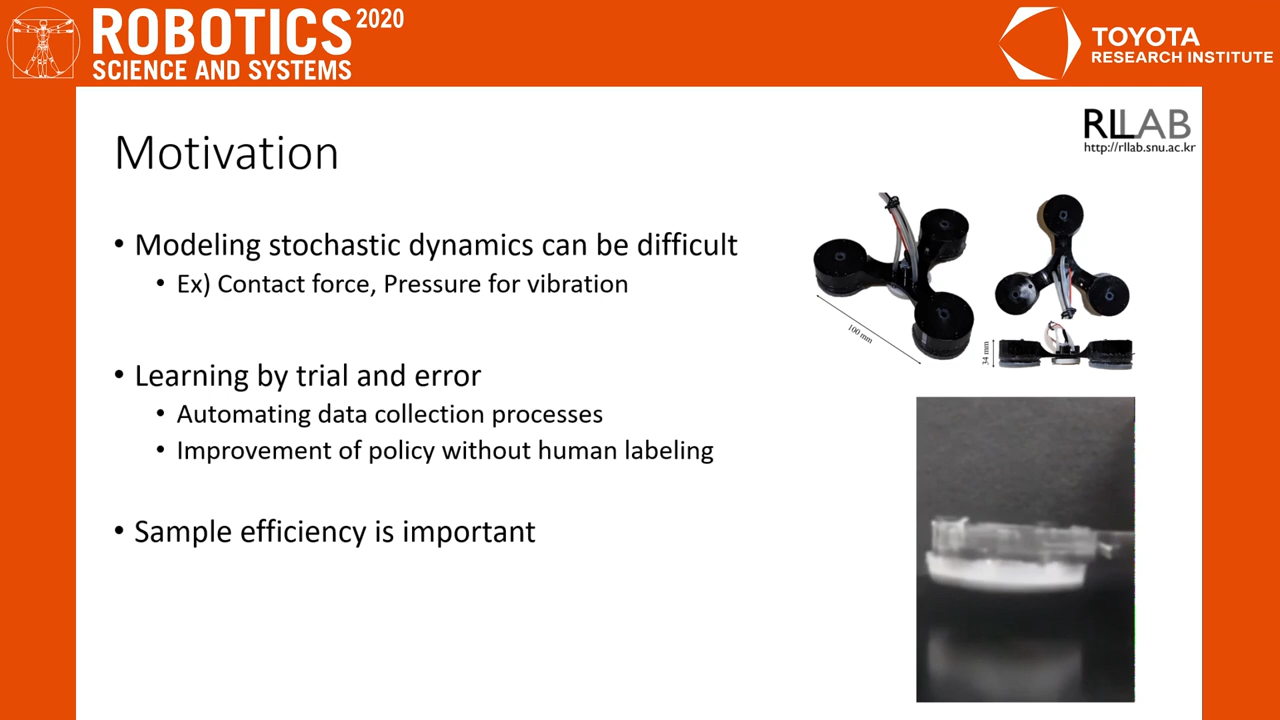 ROBOTICS 2020
SCIENCE AND SYSTEMS
TOYOTA
RESEARCH INSTITUTE
RLLAB
http://rllab.snu.ac.kr
Motivation
• Modeling stochastic dynamics can be difficult
• Ex) Contact force, Pressure for vibration
100 mm
34 mm
• Learning by trial and error
• Automating data collection processes
• Improvement of policy without human labeling
• Sample efficiency is important